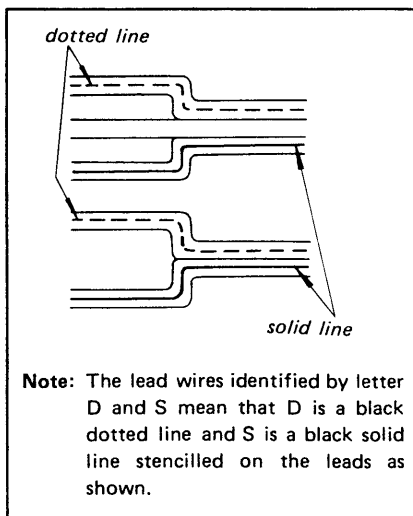 dotted line
solid line
Note: The lead wires identified by letter
D and S mean that D is a black
dotted line and S is a black solid
line stencilled on the leads as
shown.